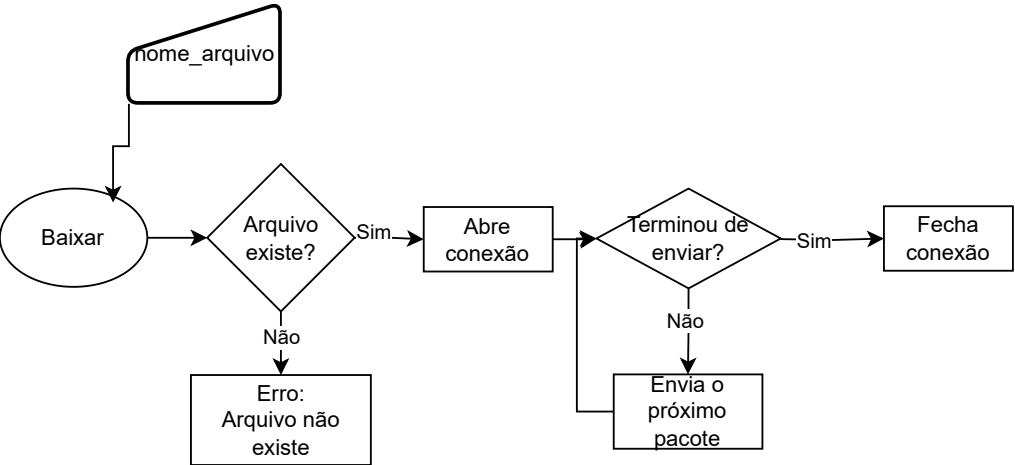 nome_arquivo
Baixar
Arquivo
existe?
Sim
Abre
conexão
Terminou de
enviar?
Sim
Fecha
conexão
Não
Erro:
Arquivo não
existe
Não
Envia o
próximo
pacote